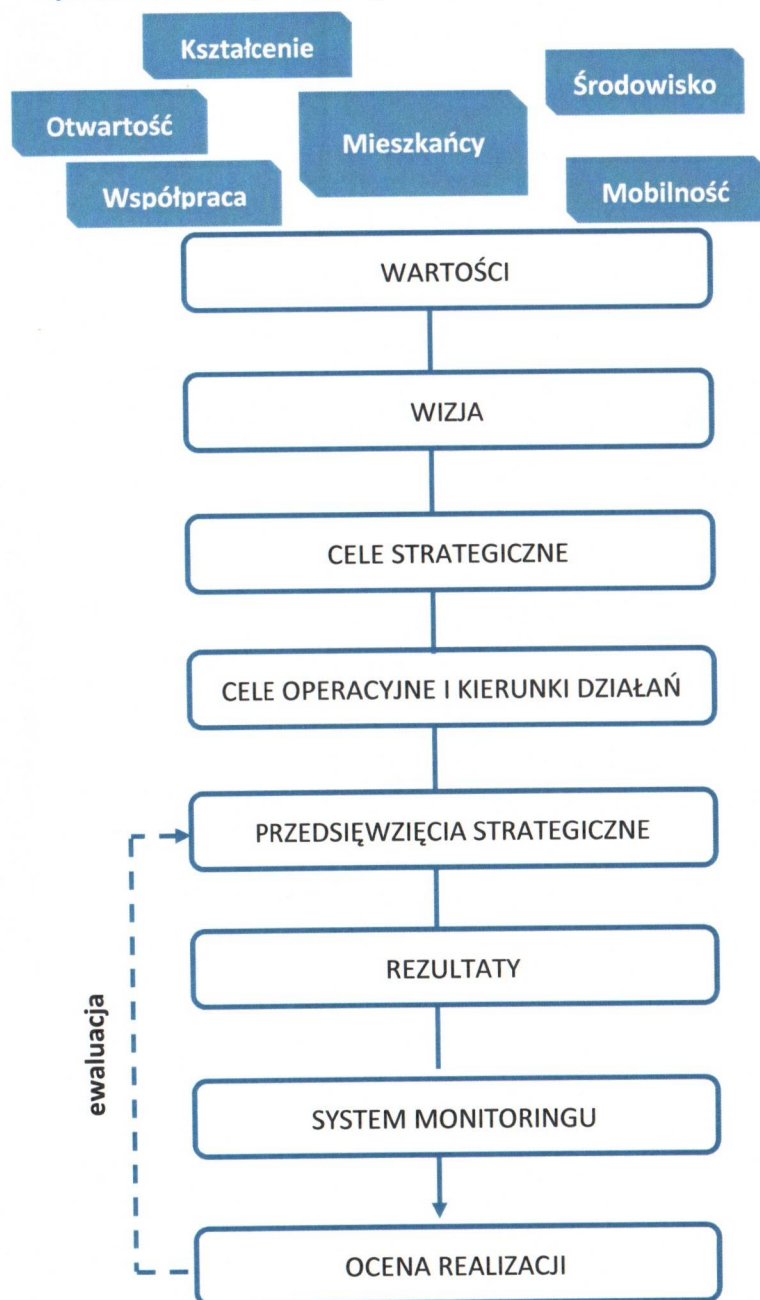 Kształcenie
Środowisko
Otwartość
Mieszkańcy
Współpraca
Mobilność
WARTOŚCI
WIZJA
CELE STRATEGICZNE
CELE OPERACYJNE I KIERUNKI DZIAŁAŃ
PRZEDSIĘWZIĘCIA STRATEGICZNE
REZULTATY
ewaluacja
SYSTEM MONITORINGU
OCENA REALIZACJI